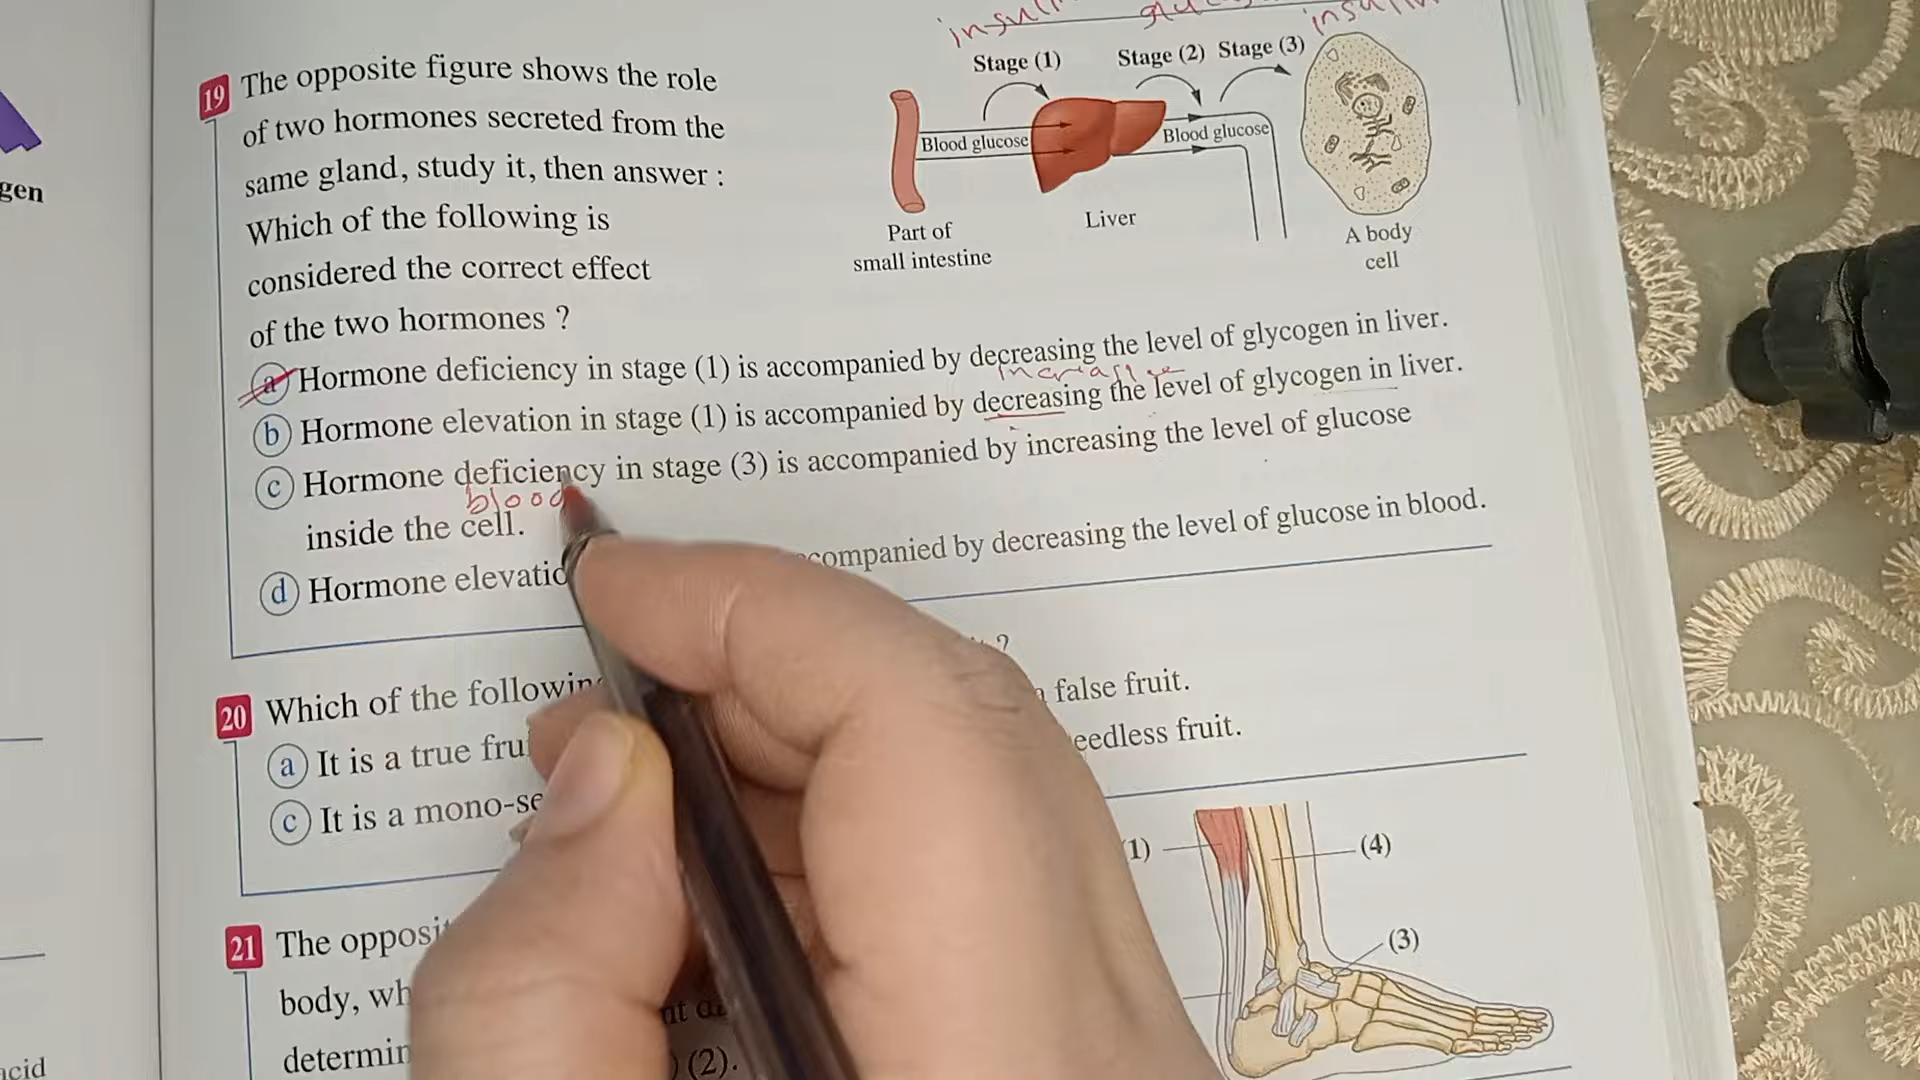 gen
acid
insulin
Stage (1)
Stage (2) Stage (3)
Blood glucose
Blood glucose
Part of
small intestine
Liver
A body
cell
19 The opposite figure shows the role
of two hormones secreted from the
same gland, study it, then answer :
Which of the following is
considered the correct effect
of the two hormones ?
a Hormone deficiency in stage (1) is accompanied by decreasing the level of glycogen in liver.
increasive
b Hormone elevation in stage (1) is accompanied by decreasing the level of glycogen in liver.
c Hormone deficiency in stage (3) is accompanied by increasing the level of glucose
blood
inside the cell.
d Hormone elevatio companied by decreasing the level of glucose in blood.
20 Which of the following ?
a It is a true frui false fruit.
c It is a mono-se eedless fruit.
21 The opposit
body, wh
determin (2).
(1)
(4)
(3)